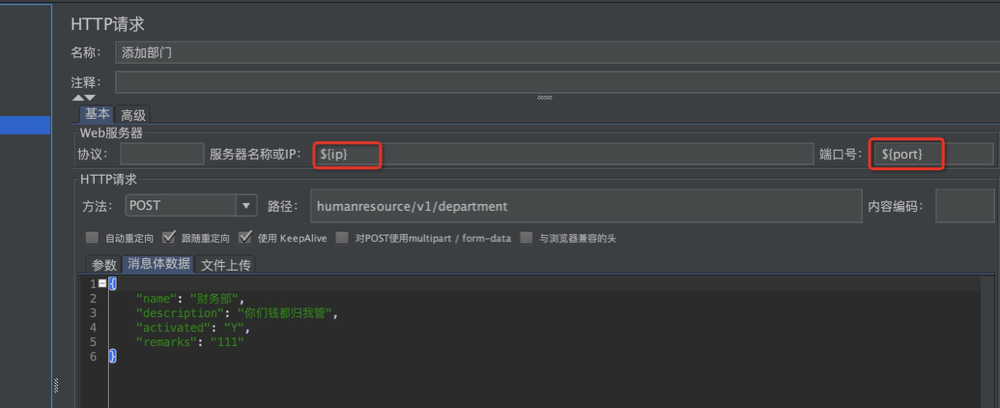 HTTP请求
名称： 添加部门
注释：
基本 高级
Web服务器
协议： 服务器名称或IP： ${ip} 端口号： ${port}
HTTP请求
方法： POST 路径： humanresource/v1/department 内容编码：
自动重定向 跟随重定向 使用 KeepAlive 对POST使用multipart / form-data 与浏览器兼容的头
参数 消息体数据 文件上传
1 {
2 "name": "财务部",
3 "description": "你们钱都归我管",
4 "activated": "Y",
5 "remarks": "111"
6 }